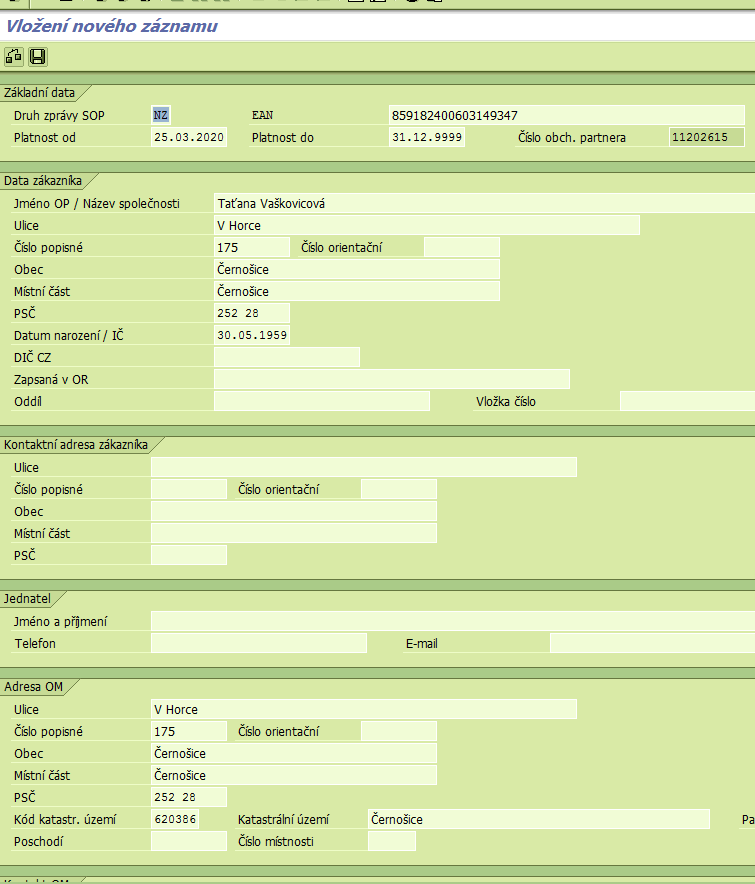 Vložení nového záznamu
Základní data
Druh zprávy SOP NZ EAN 859182400603149347
Platnost od 25.03.2020 Platnost do 31.12.9999 Číslo obch. partnera 11202615
Data zákazníka
Jméno OP / Název společnosti Taťana Vaškovicová
Ulice V Horce
Číslo popisné 175 Číslo orientační
Obec Černošice
Místní část Černošice
PSČ 252 28
Datum narození / IČ 30.05.1959
DIČ CZ
Zapsaná v OR
Oddíl Vložka číslo
Kontaktní adresa zákazníka
Ulice
Číslo popisné Číslo orientační
Obec
Místní část
PSČ
Jednatel
Jméno a příjmení
Telefon E-mail
Adresa OM
Ulice V Horce
Číslo popisné 175 Číslo orientační
Obec Černošice
Místní část Černošice
PSČ 252 28
Kód katastr. území 620386 Katastrální území Černošice Pa
Poschodí Číslo místnosti